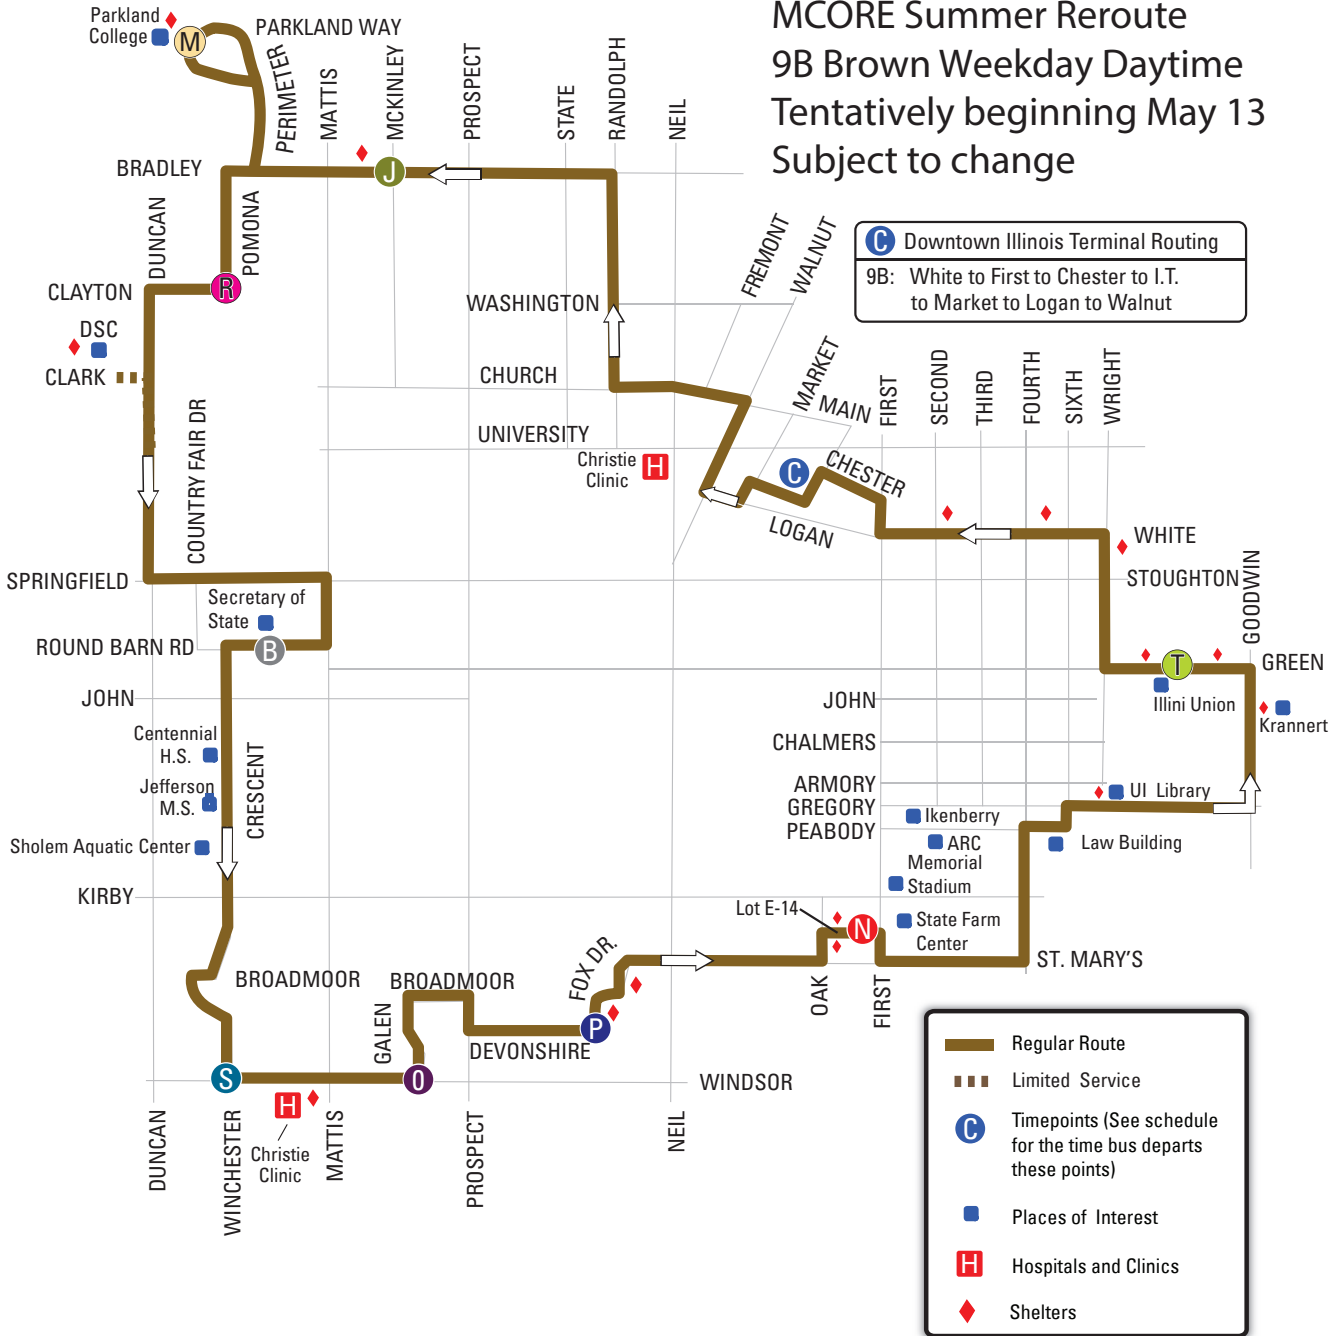 MCORE Summer Reroute
9B Brown Weekday Daytime
Tentatively beginning May 13
Subject to change
Parkland
College
M
PARKLAND WAY
PERIMETER
MATTIS
MCKINLEY
PROSPECT
STATE
RANDOLPH
NEIL
BRADLEY
J
DUNCAN
POMONA
FREMONT
WALNUT
C Downtown Illinois Terminal Routing
9B: White to First to Chester to I.T.
to Market to Logan to Walnut
CLAYTON
R
WASHINGTON
DSC
CLARK
CHURCH
MARKET
MAIN
FIRST
SECOND
THIRD
FOURTH
SIXTH
WRIGHT
COUNTRY FAIR DR
UNIVERSITY
Christie
Clinic
H
C
CHESTER
LOGAN
WHITE
SPRINGFIELD
STOUGHTON
GOODWIN
Secretary of
State
ROUND BARN RD
B
T
GREEN
JOHN
JOHN
Illini Union
Krannert
Centennial
H.S.
CRESCENT
CHALMERS
Jefferson
M.S.
ARMORY
GREGORY
PEABODY
UI Library
Ikenberry
Sholem Aquatic Center
ARC
Law Building
Memorial
Stadium
KIRBY
Lot E-14
N
State Farm
Center
BROADMOOR
BROADMOOR
FOX DR.
ST. MARY'S
OAK
FIRST
GALEN
P
DEVONSHIRE
S
O
WINDSOR
H
Christie
Clinic
DUNCAN
WINCHESTER
MATTIS
PROSPECT
NEIL
Regular Route
Limited Service
C
Timepoints (See schedule
for the time bus departs
these points)
Places of Interest
H
Hospitals and Clinics
Shelters